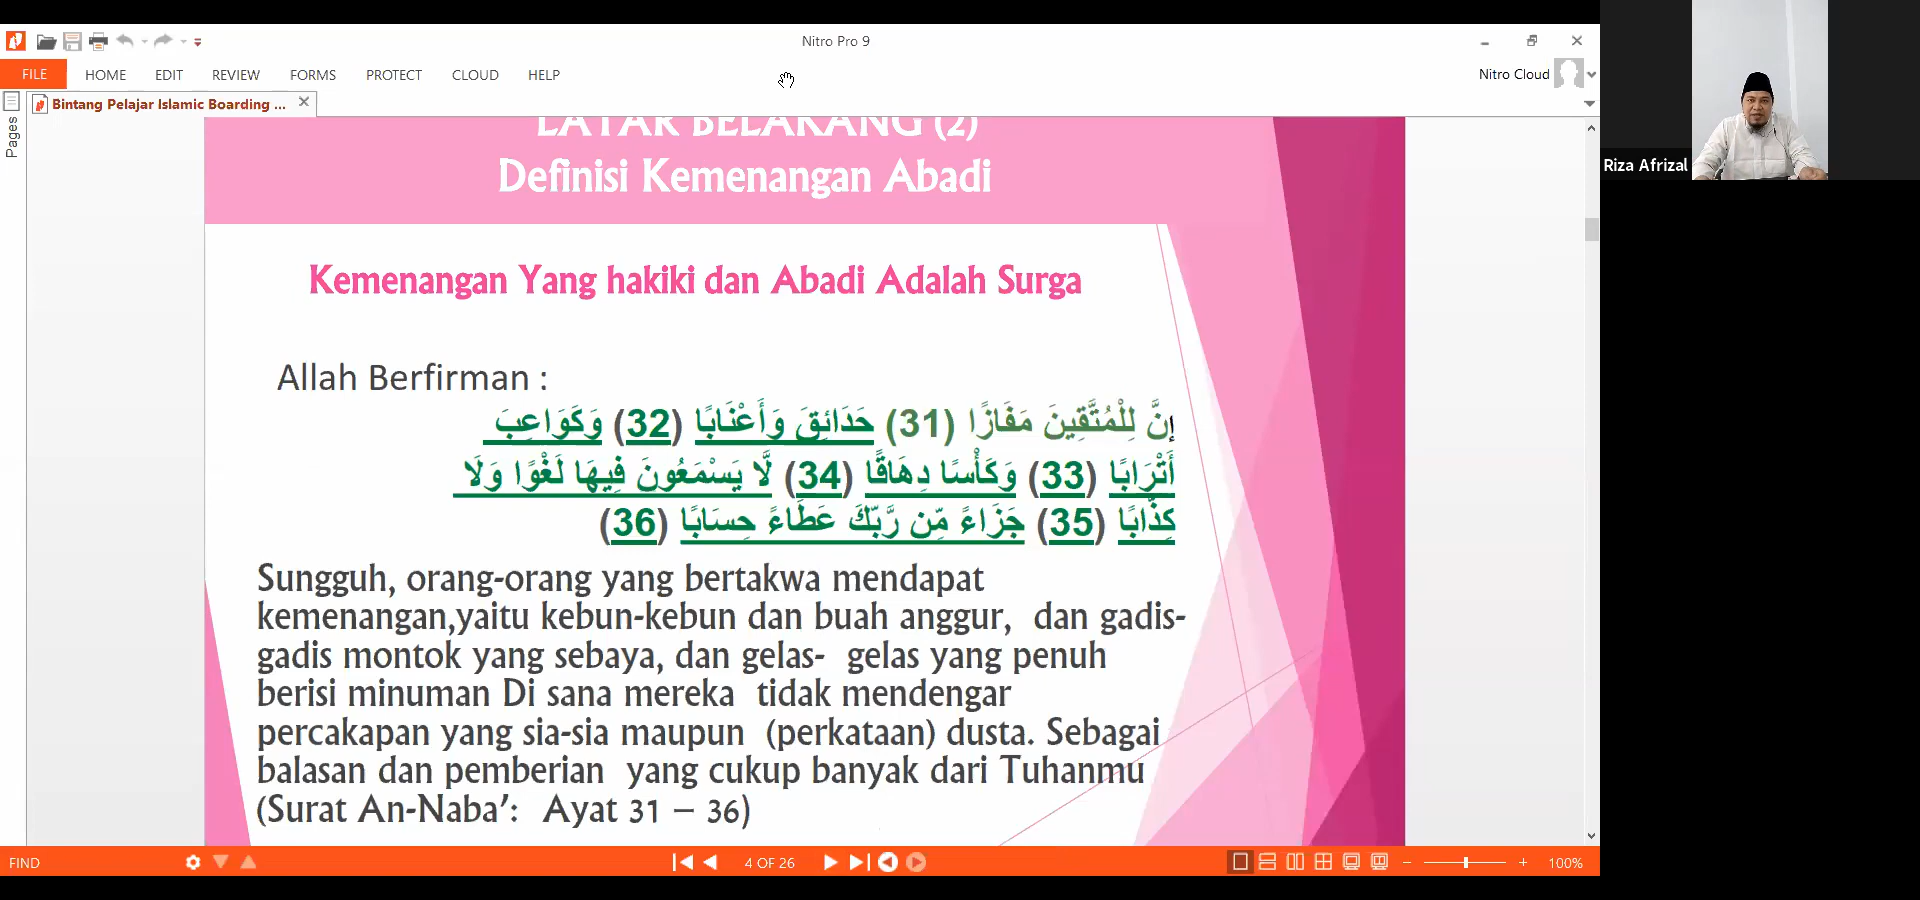 Nitro Pro 9
FILE HOME EDIT REVIEW FORMS PROTECT CLOUD HELP
Nitro Cloud
Bintang Pelajar Islamic Boarding ...
Pages
LATAR BELAKANG (2)
Definisi Kemenangan Abadi
Kemenangan Yang hakiki dan Abadi Adalah Surga
Allah Berfirman :
إِنَّ لِلْمُتَّقِينَ مَفَازًا (31) حَدَائِقَ وَأَعْنَابًا (32) وَكَوَاعِبَ
أَتْرَابًا (33) وَكَأْسًا دِهَاقًا (34) لَّا يَسْمَعُونَ فِيهَا لَغْوًا وَلَا
كِذَّابًا (35) جَزَاءً مِّن رَّبِّكَ عَطَاءً حِسَابًا (36)
Sungguh, orang-orang yang bertakwa mendapat
kemenangan,yaitu kebun-kebun dan buah anggur, dan gadis-
gadis montok yang sebaya, dan gelas- gelas yang penuh
berisi minuman Di sana mereka tidak mendengar
percakapan yang sia-sia maupun (perkataan) dusta. Sebagai
balasan dan pemberian yang cukup banyak dari Tuhanmu
(Surat An-Naba’: Ayat 31 – 36)
FIND
4 OF 26
100%
Riza Afrizal